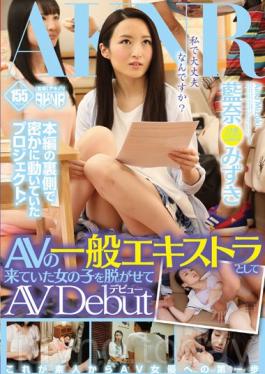 AKNR
私で大丈夫
なんですか?
藍奈
みずき
155
AKNR
本編の裏側で
密かに動いていた
プロジェクト!
AVの一般エキストラとして
来ていた女の子を脱がせて
AV Debut
デビュー
これが素人からAV女優への第一歩